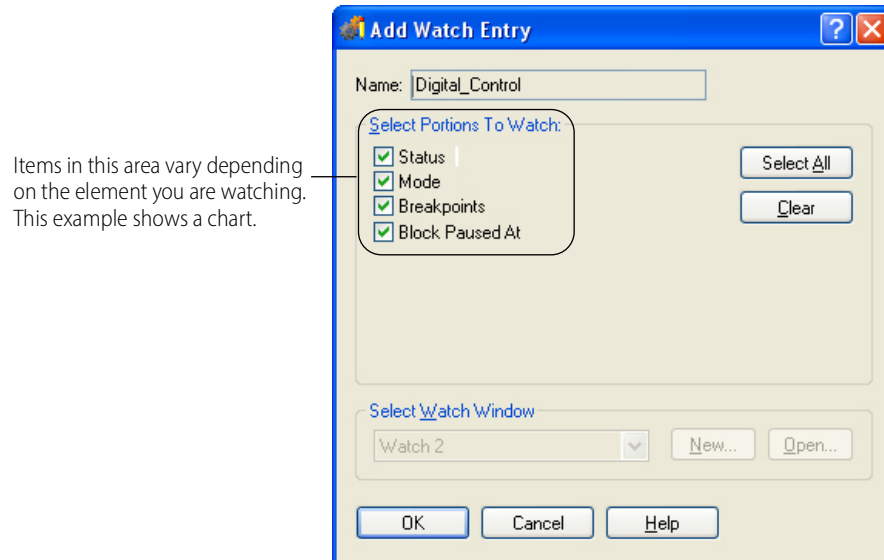 Add Watch Entry
Name: Digital_Control
Select Portions To Watch:
Status
Mode
Breakpoints
Block Paused At
Select All
Clear
Items in this area vary depending
on the element you are watching.
This example shows a chart.
Select Watch Window
Watch 2
New...
Open...
OK
Cancel
Help